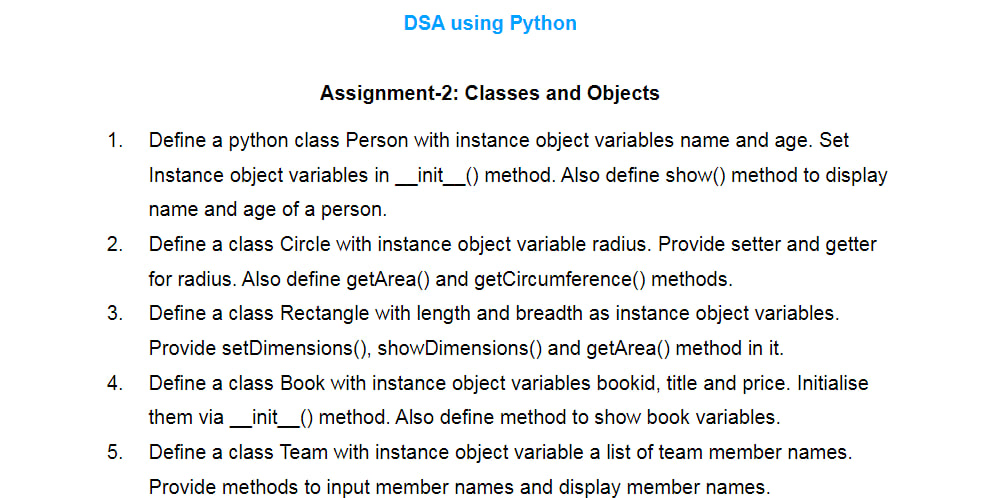 DSA using Python
Assignment-2: Classes and Objects
1. Define a python class Person with instance object variables name and age. Set
Instance object variables in __init__() method. Also define show() method to display
name and age of a person.
2. Define a class Circle with instance object variable radius. Provide setter and getter
for radius. Also define getArea() and getCircumference() methods.
3. Define a class Rectangle with length and breadth as instance object variables.
Provide setDimensions(), showDimensions() and getArea() method in it.
4. Define a class Book with instance object variables bookid, title and price. Initialise
them via __init__() method. Also define method to show book variables.
5. Define a class Team with instance object variable a list of team member names.
Provide methods to input member names and display member names.